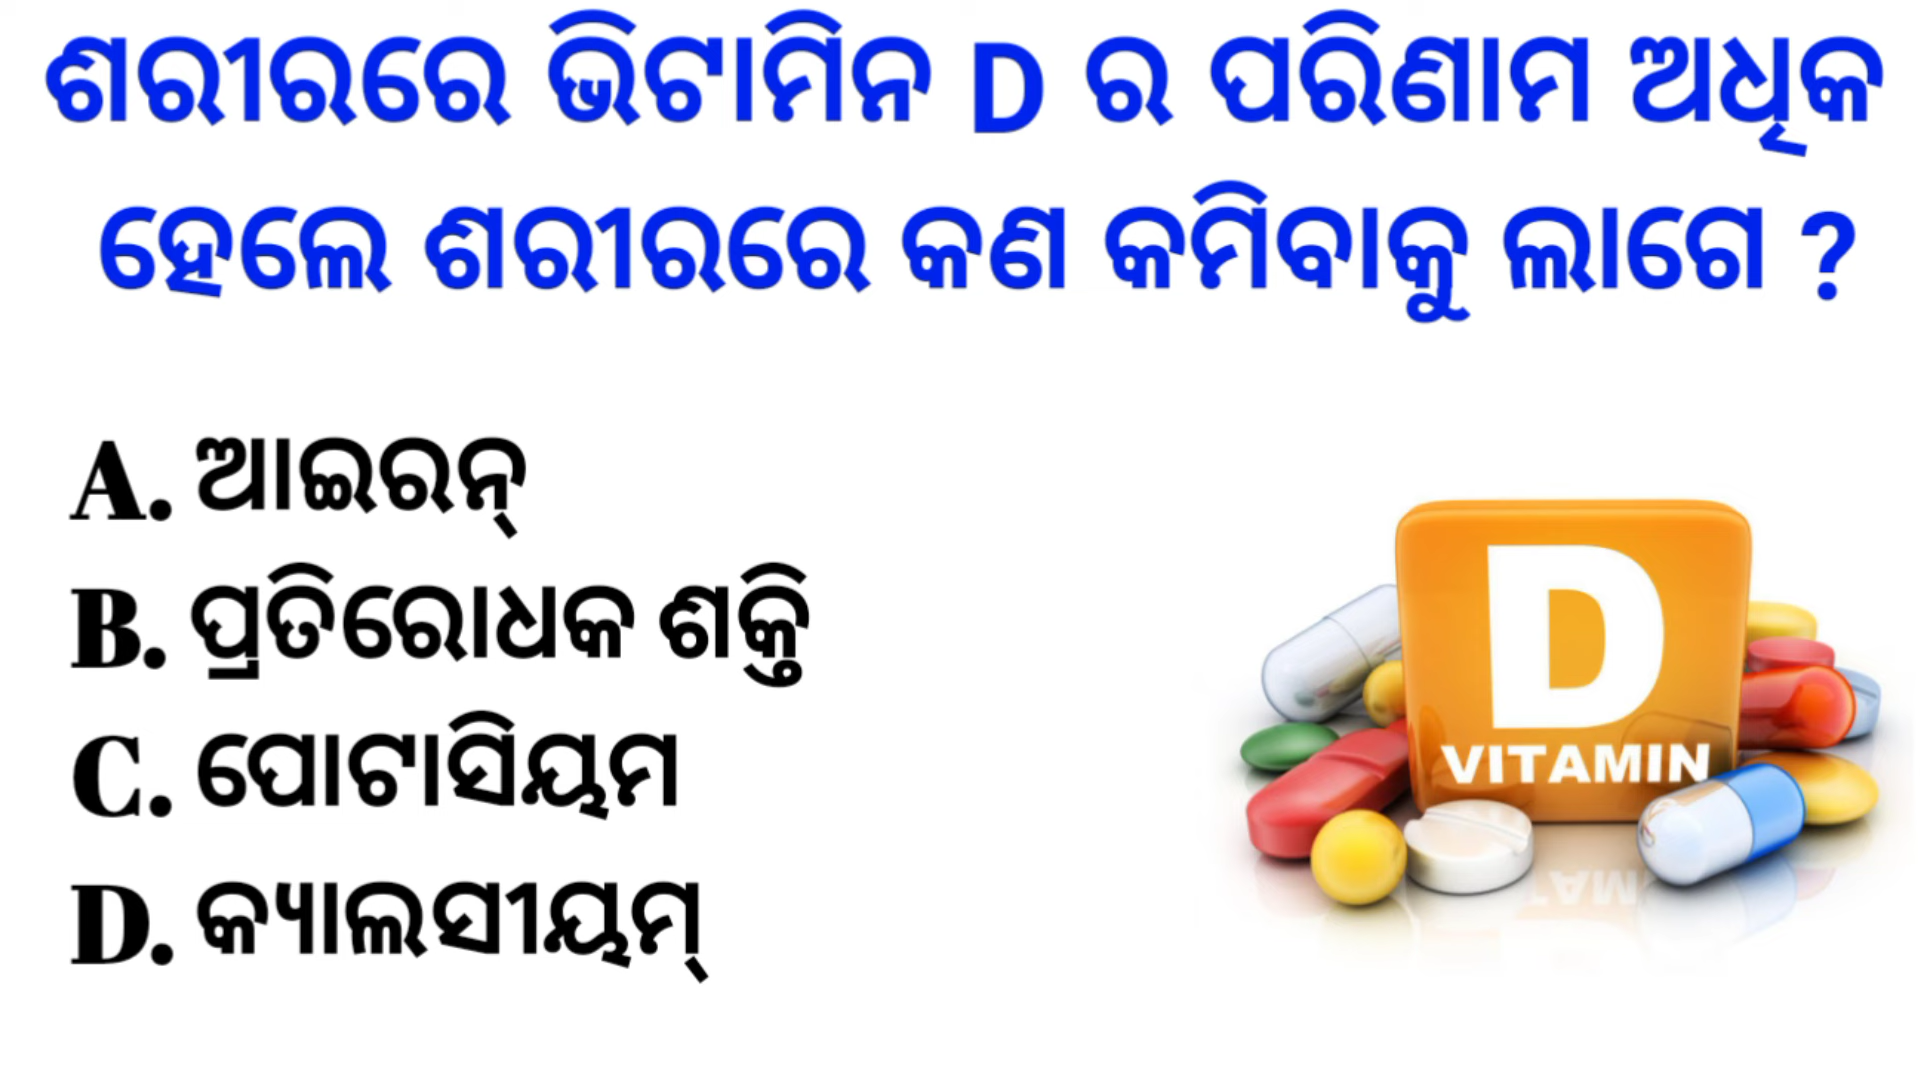 ଶରୀରରେ ଭିଟାମିନ D ର ପରିଣାମ ଅଧିକ
ହେଲେ ଶରୀରରେ କଣ କମିବାକୁ ଲାଗେ ?
A. ଆଇରନ୍
B. ପ୍ରତିରୋଧକ ଶକ୍ତି
C. ପୋଟାସିୟମ
D. କ୍ୟାଲସୀୟମ୍
D
VITAMIN